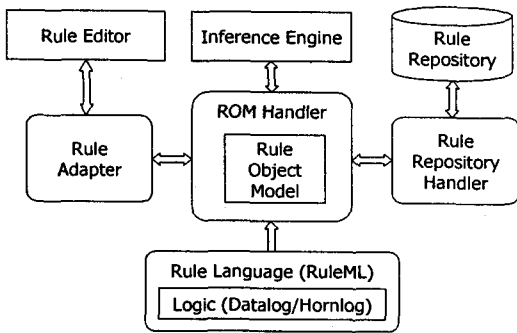 Rule Editor
Inference Engine
Rule
Repository
ROM Handler
Rule
Adapter
Rule
Object
Model
Rule
Repository
Handler
Rule Language (RuleML)
Logic (Datalog/Hornlog)